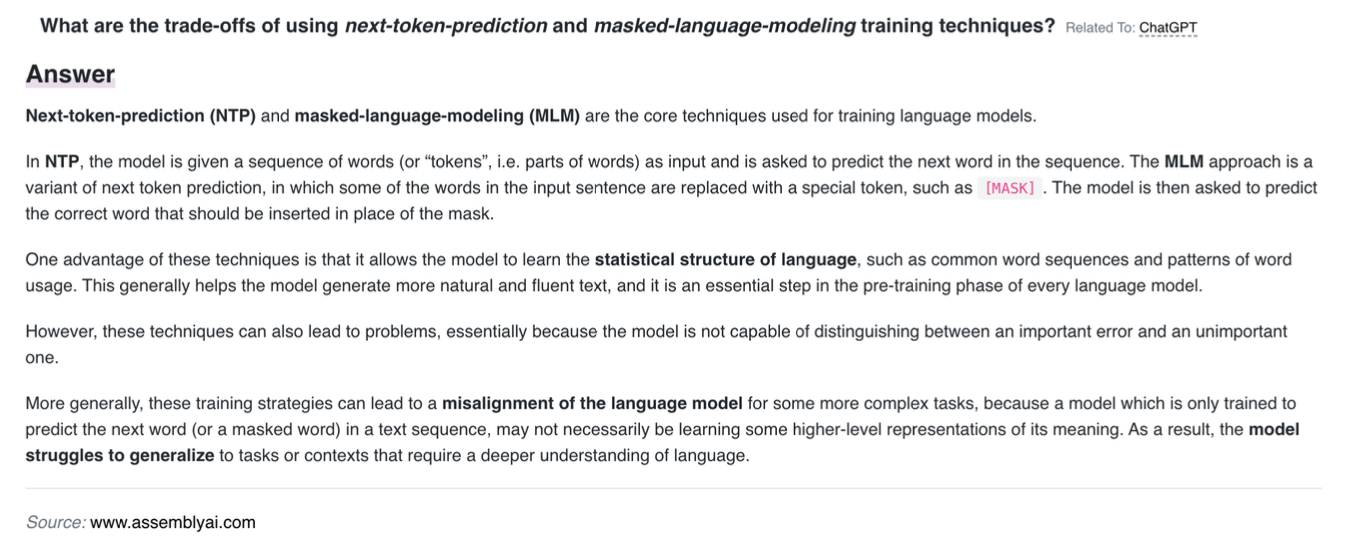 What are the trade-offs of using next-token-prediction and masked-language-modeling training techniques? Related To: ChatGPT
Answer
Next-token-prediction (NTP) and masked-language-modeling (MLM) are the core techniques used for training language models.
In NTP, the model is given a sequence of words (or “tokens”, i.e. parts of words) as input and is asked to predict the next word in the sequence. The MLM approach is a
variant of next token prediction, in which some of the words in the input sentence are replaced with a special token, such as [MASK] . The model is then asked to predict
the correct word that should be inserted in place of the mask.
One advantage of these techniques is that it allows the model to learn the statistical structure of language, such as common word sequences and patterns of word
usage. This generally helps the model generate more natural and fluent text, and it is an essential step in the pre-training phase of every language model.
However, these techniques can also lead to problems, essentially because the model is not capable of distinguishing between an important error and an unimportant
one.
More generally, these training strategies can lead to a misalignment of the language model for some more complex tasks, because a model which is only trained to
predict the next word (or a masked word) in a text sequence, may not necessarily be learning some higher-level representations of its meaning. As a result, the model
struggles to generalize to tasks or contexts that require a deeper understanding of language.
Source: www.assemblyai.com